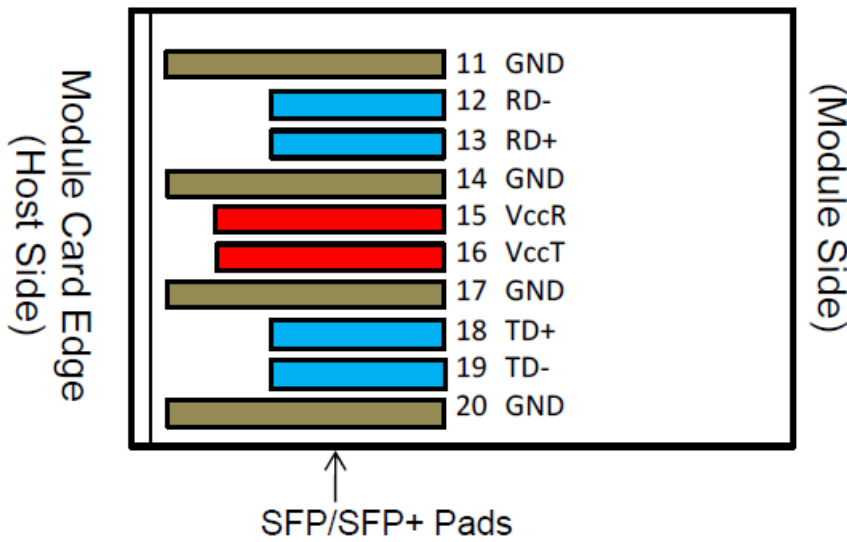 Module Card Edge
(Host Side)
11 GND
12 RD-
13 RD+
14 GND
15 VccR
16 VccT
17 GND
18 TD+
19 TD-
20 GND
(Module Side)
SFP/SFP+ Pads